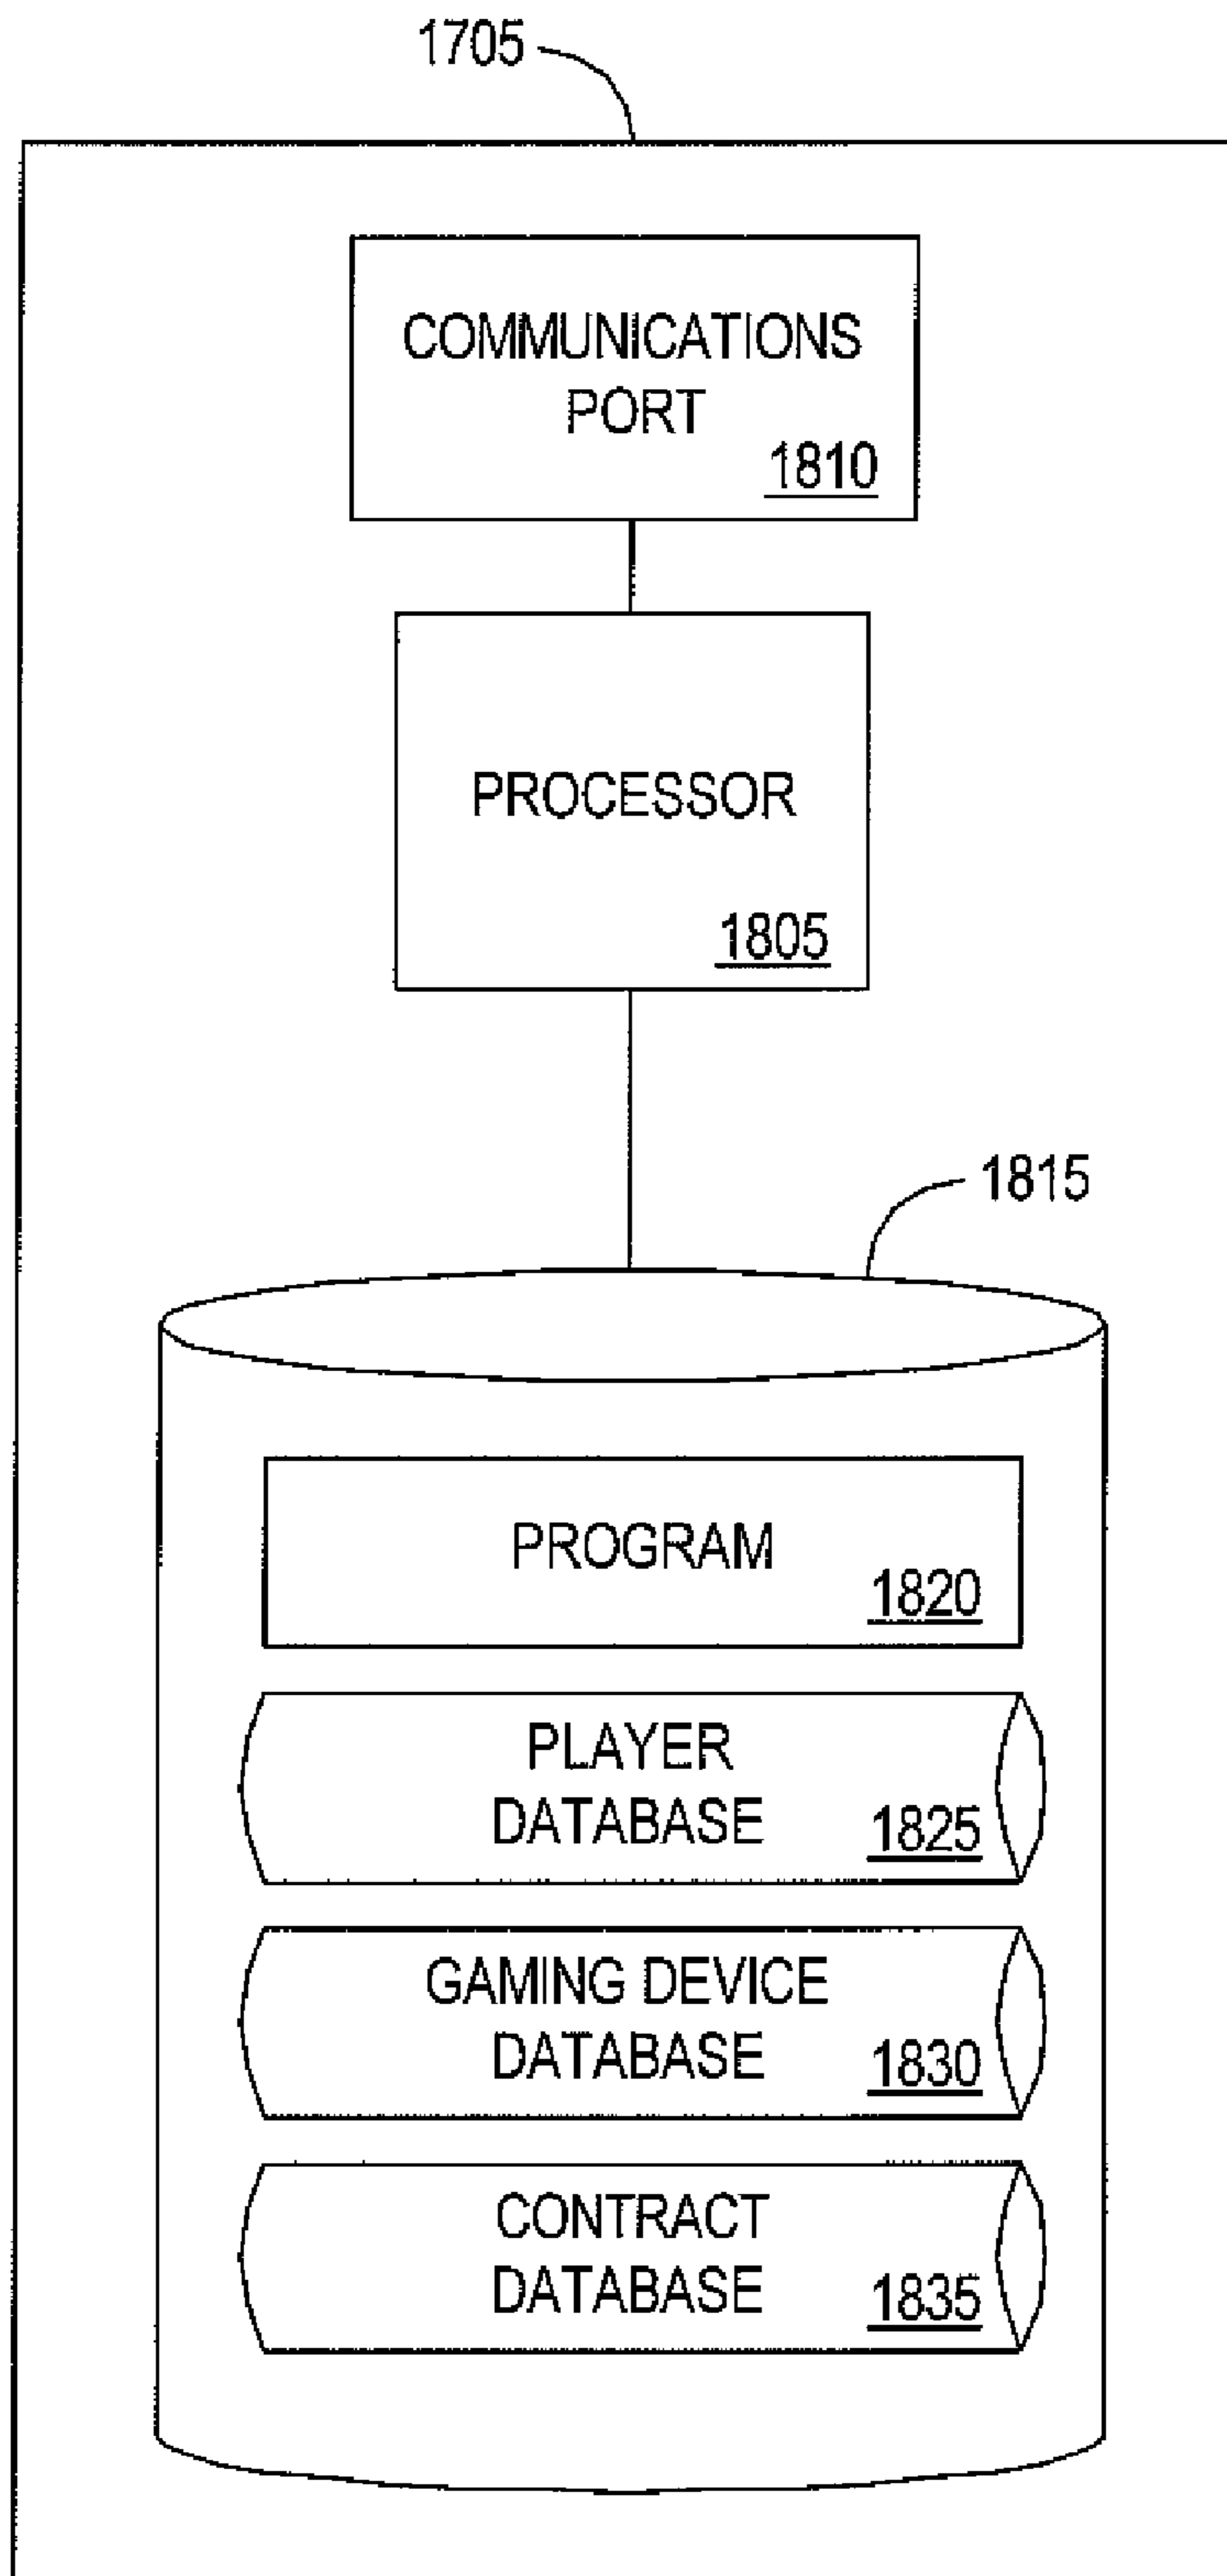 1705
COMMUNICATIONS
PORT
1810
PROCESSOR
1805
1815
PROGRAM
1820
PLAYER
DATABASE
1825
GAMING DEVICE
DATABASE
1830
CONTRACT
DATABASE
1835